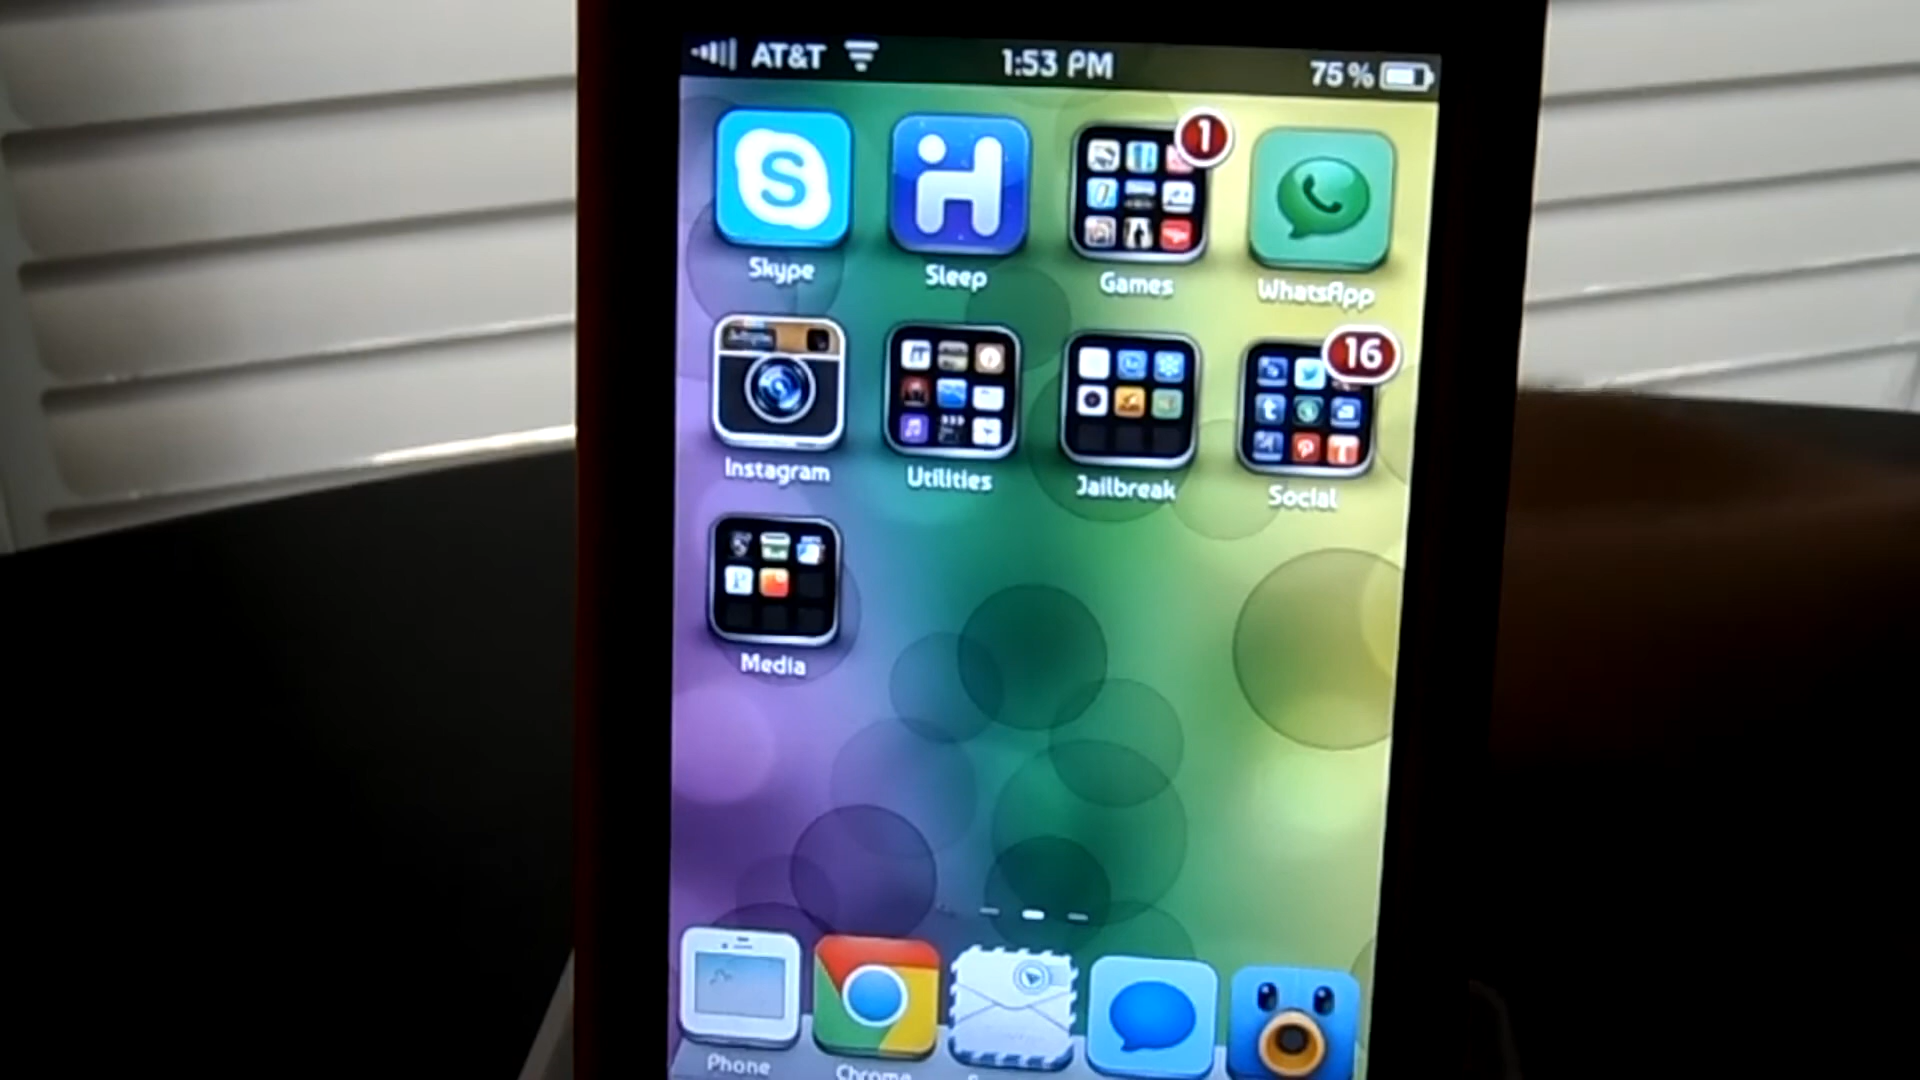 AT&T 1:53 PM 75%
1
Skype Sleep Games WhatsApp
16
Instagram Utilities Jailbreak Social
Media
Phone Chrome